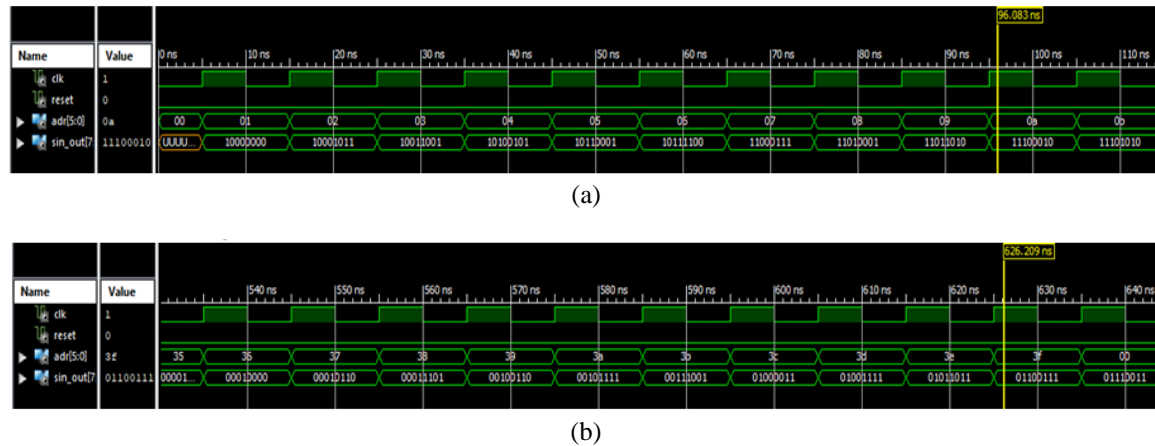 96.083 ns
Name Value 0 ns 10 ns 20 ns 30 ns 40 ns 50 ns 60 ns 70 ns 80 ns 90 ns 100 ns 110 ns
clk 1
reset 0
adr[5:0] 0a 00 01 02 03 04 05 06 07 08 09 0a 0b
sin_out[7: 11100010 UUUU... 10000000 10001011 10011001 10100101 10110001 10111100 11000111 11010001 11011010 11100010 11101010
(a)
626.209 ns
Name Value 540 ns 550 ns 560 ns 570 ns 580 ns 590 ns 600 ns 610 ns 620 ns 630 ns 640 ns
clk 1
reset 0
adr[5:0] 3f 35 36 37 38 39 3a 3b 3c 3d 3e 3f 00
sin_out[7: 01100111 00001... 00010000 00010110 00011101 00100110 00101111 00111001 01000011 01001111 01011011 01100111 01110011
(b)